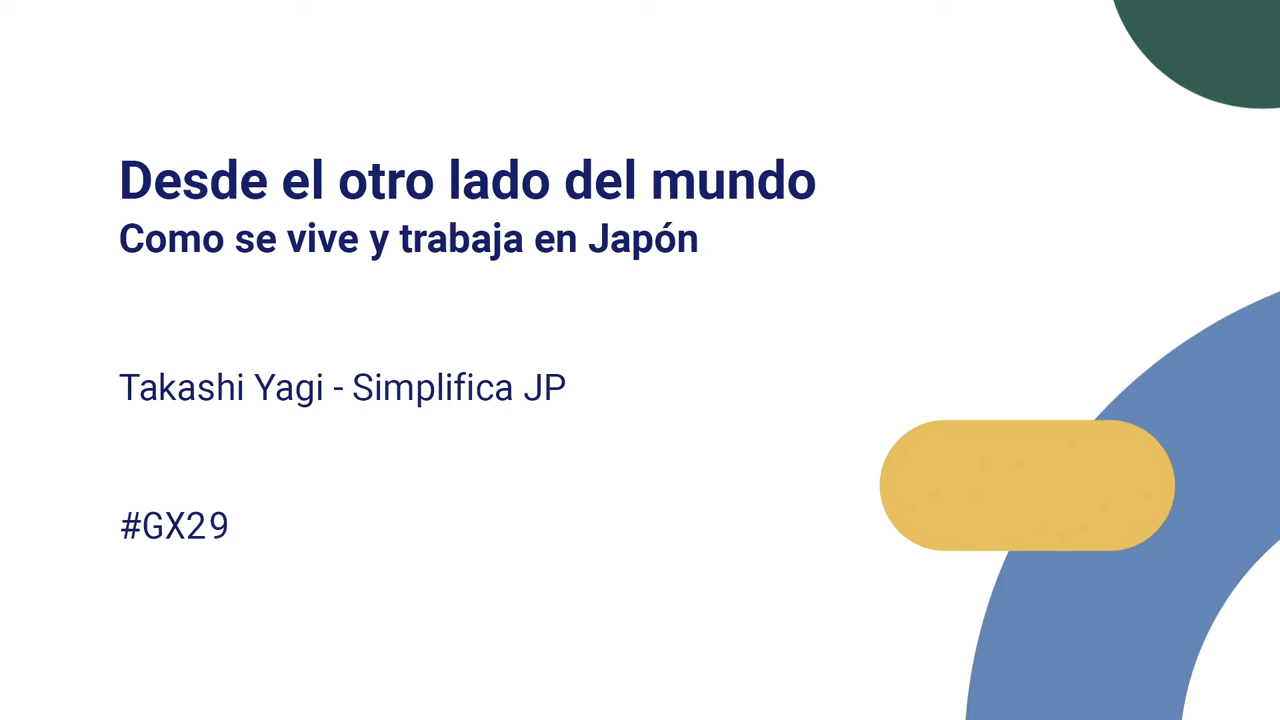 Desde el otro lado del mundo
Como se vive y trabaja en Japón
Takashi Yagi - Simplifica JP
#GX29